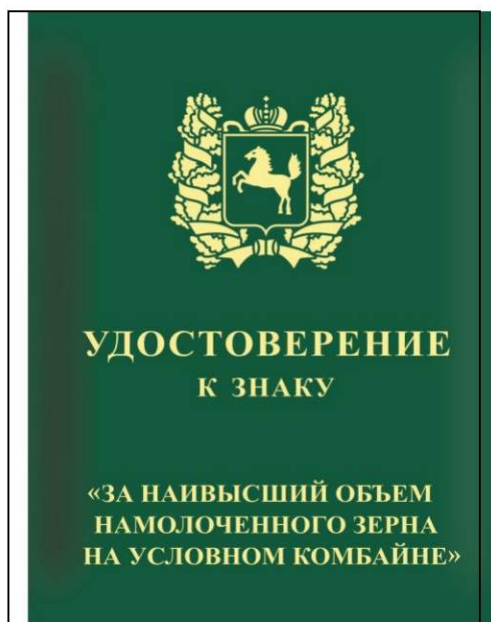 УДОСТОВЕРЕНИЕ
К ЗНАКУ
«ЗА НАИВЫСШИЙ ОБЪЕМ
НАМОЛОЧЕННОГО ЗЕРНА
НА УСЛОВНОМ КОМБАЙНЕ»